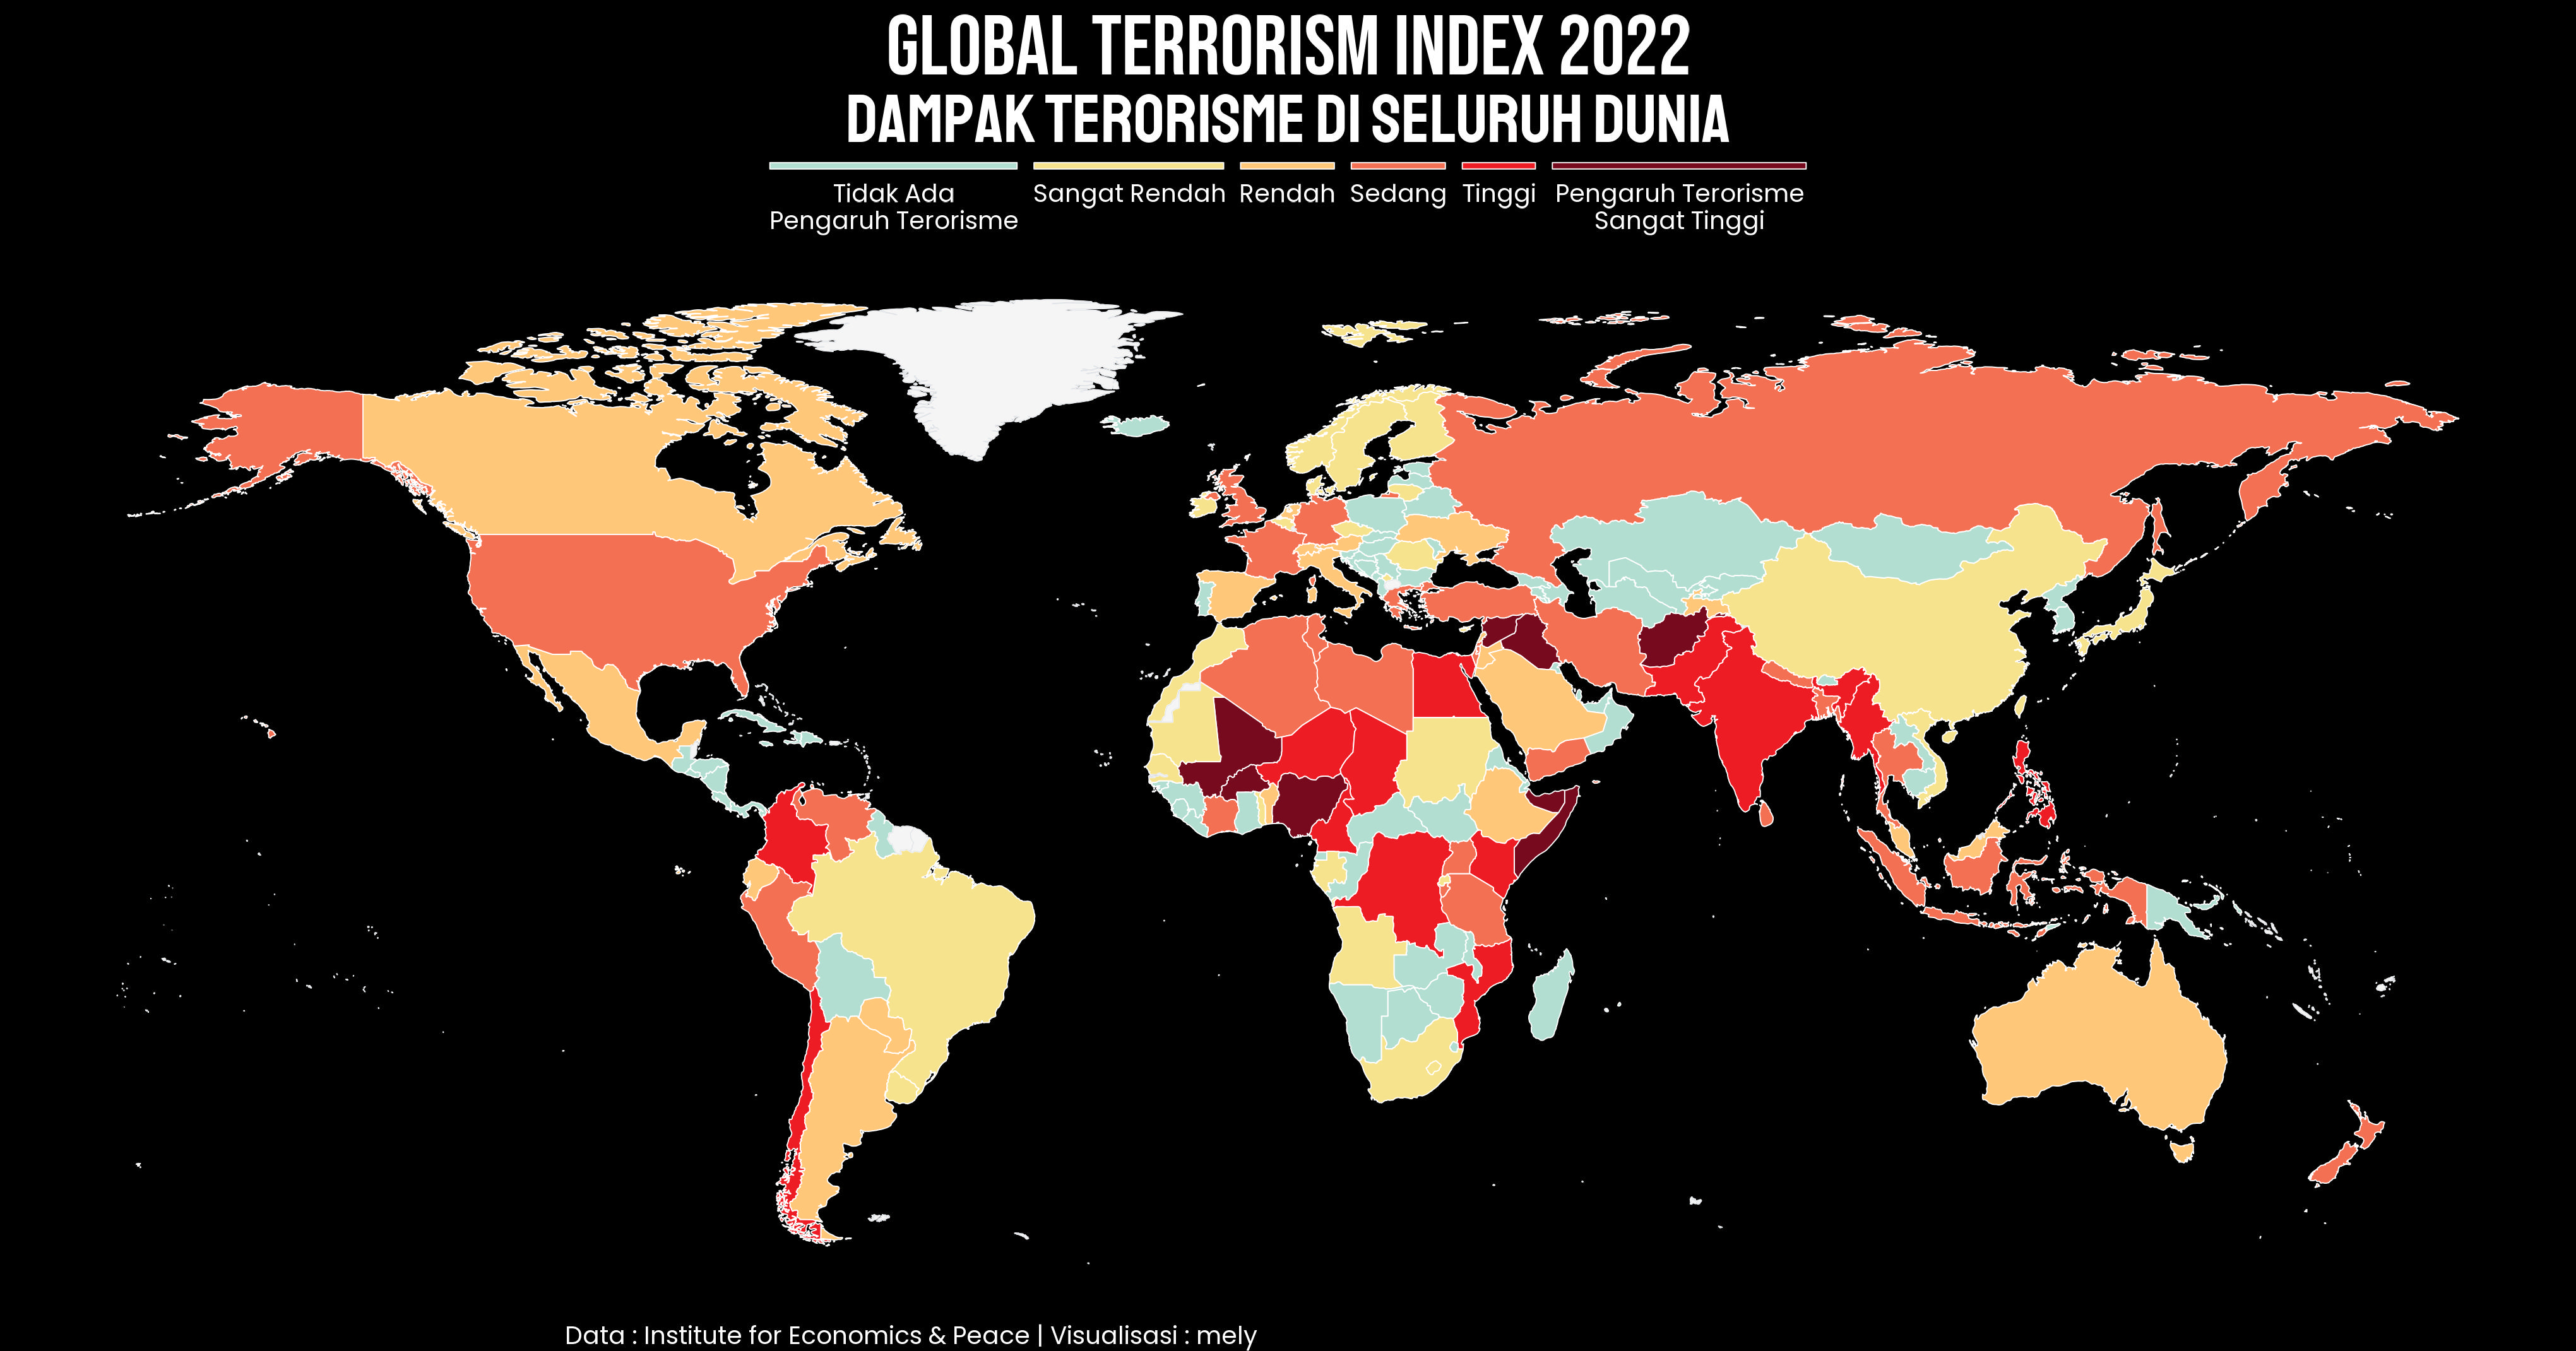 GLOBAL TERRORISM INDEX 2022
DAMPAK TERORISME DI SELURUH DUNIA
Tidak Ada
Pengaruh Terorisme
Sangat Rendah
Rendah
Sedang
Tinggi
Pengaruh Terorisme
Sangat Tinggi
Data : Institute for Economics & Peace | Visualisasi : mely